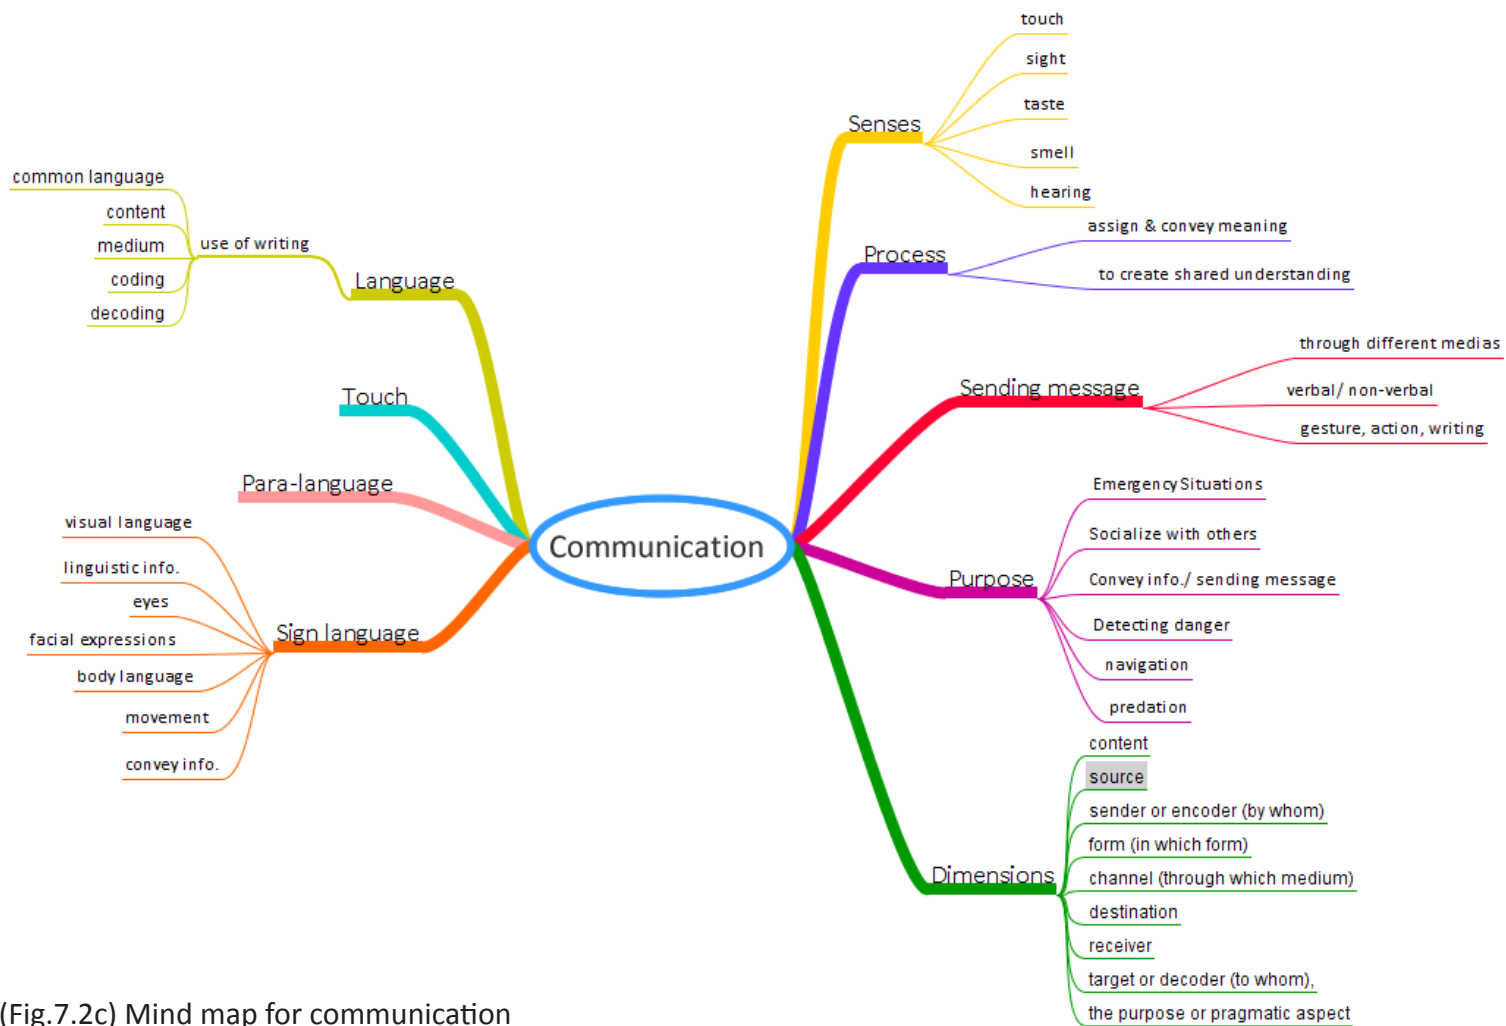 Communication
Senses
touch
sight
taste
smell
hearing
Process
assign & convey meaning
to create shared understanding
Sending message
through different medias
verbal/ non-verbal
gesture, action, writing
Purpose
Emergency Situations
Socialize with others
Convey info./ sending message
Detecting danger
navigation
predation
Dimensions
content
source
sender or encoder (by whom)
form (in which form)
channel (through which medium)
destination
receiver
target or decoder (to whom),
the purpose or pragmatic aspect
Language
use of writing
common language
content
medium
coding
decoding
Touch
Para-language
Sign language
visual language
linguistic info.
eyes
facial expressions
body language
movement
convey info.
(Fig.7.2c) Mind map for communication